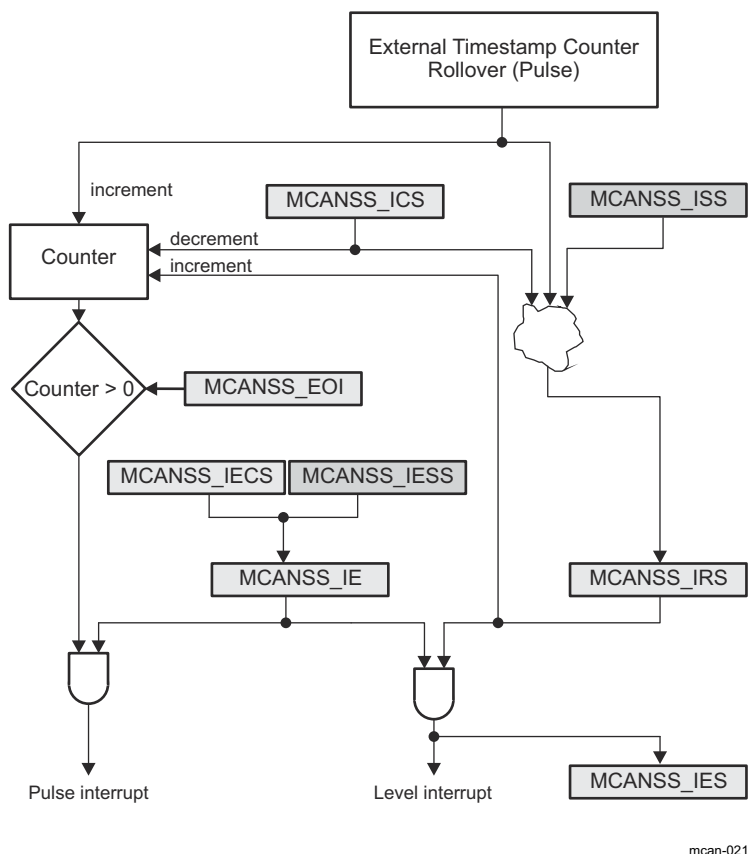 External Timestamp Counter
Rollover (Pulse)
increment
MCANSS_ICS
MCANSS_ISS
decrement
increment
Counter
Counter > 0
MCANSS_EOI
MCANSS_IECS
MCANSS_IESS
MCANSS_IE
MCANSS_IRS
Pulse interrupt
Level interrupt
MCANSS_IES
mcan-021